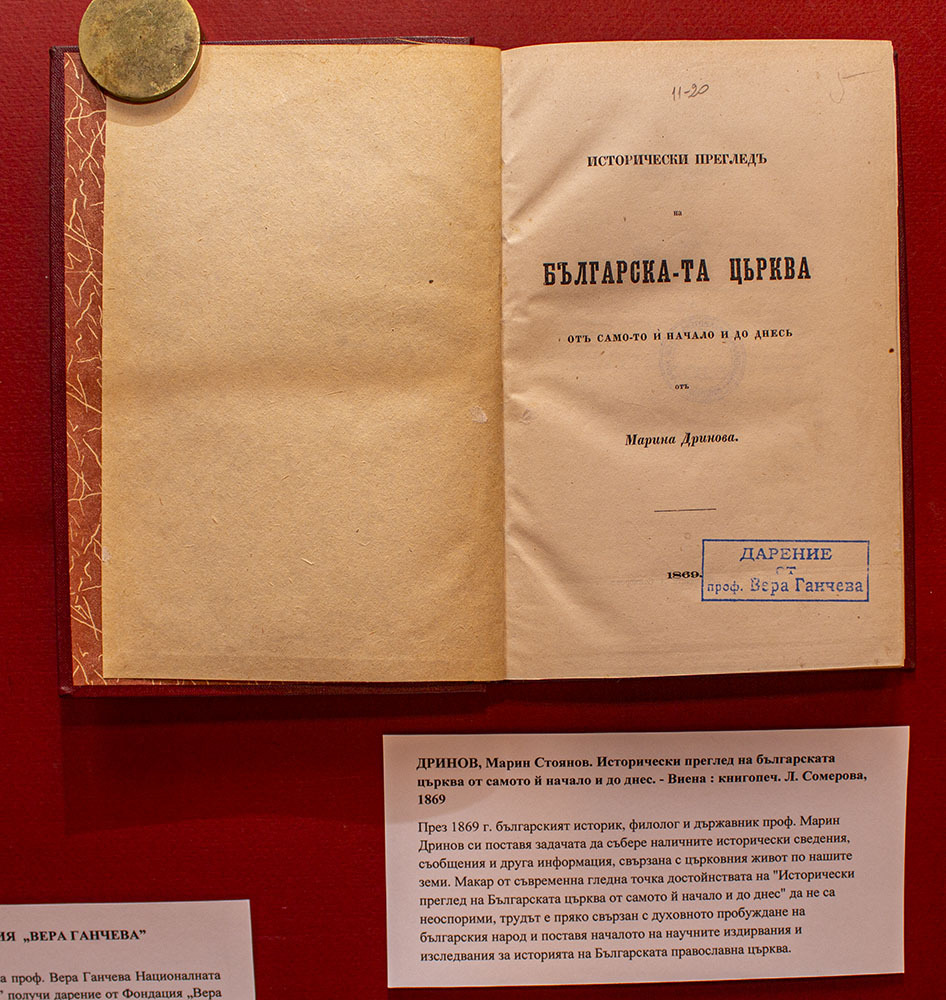 11-20
ИСТОРИЧЕСКИ ПРЕГЛЕДЪ
на
БЪЛГАРСКА-ТА ЦЪРКВА
ОТЪ САМО-ТО Ѝ НАЧАЛО И ДО ДНЕСЬ
отъ
Марина Дринова.
1869.
ДАРЕНИЕ
от
проф. Вера Ганчева
ДРИНОВ, Марин Стоянов. Исторически преглед на българската
църква от самото й начало и до днес. - Виена : книгопеч. Л. Сомерова,
1869
През 1869 г. българският историк, филолог и държавник проф. Марин
Дринов си поставя задачата да събере наличните исторически сведения,
съобщения и друга информация, свързана с църковния живот по нашите
земи. Макар от съвременна гледна точка достойнствата на "Исторически
преглед на Българската църква от самото й начало и до днес" да не са
неоспорими, трудът е пряко свързан с духовното пробуждане на
българския народ и поставя началото на научните издирвания и
изследвания за историята на Българската православна църква.
ИЯ „ВЕРА ГАНЧЕВА”
а проф. Вера Ганчева Националната
” получи дарение от Фондация „Вера